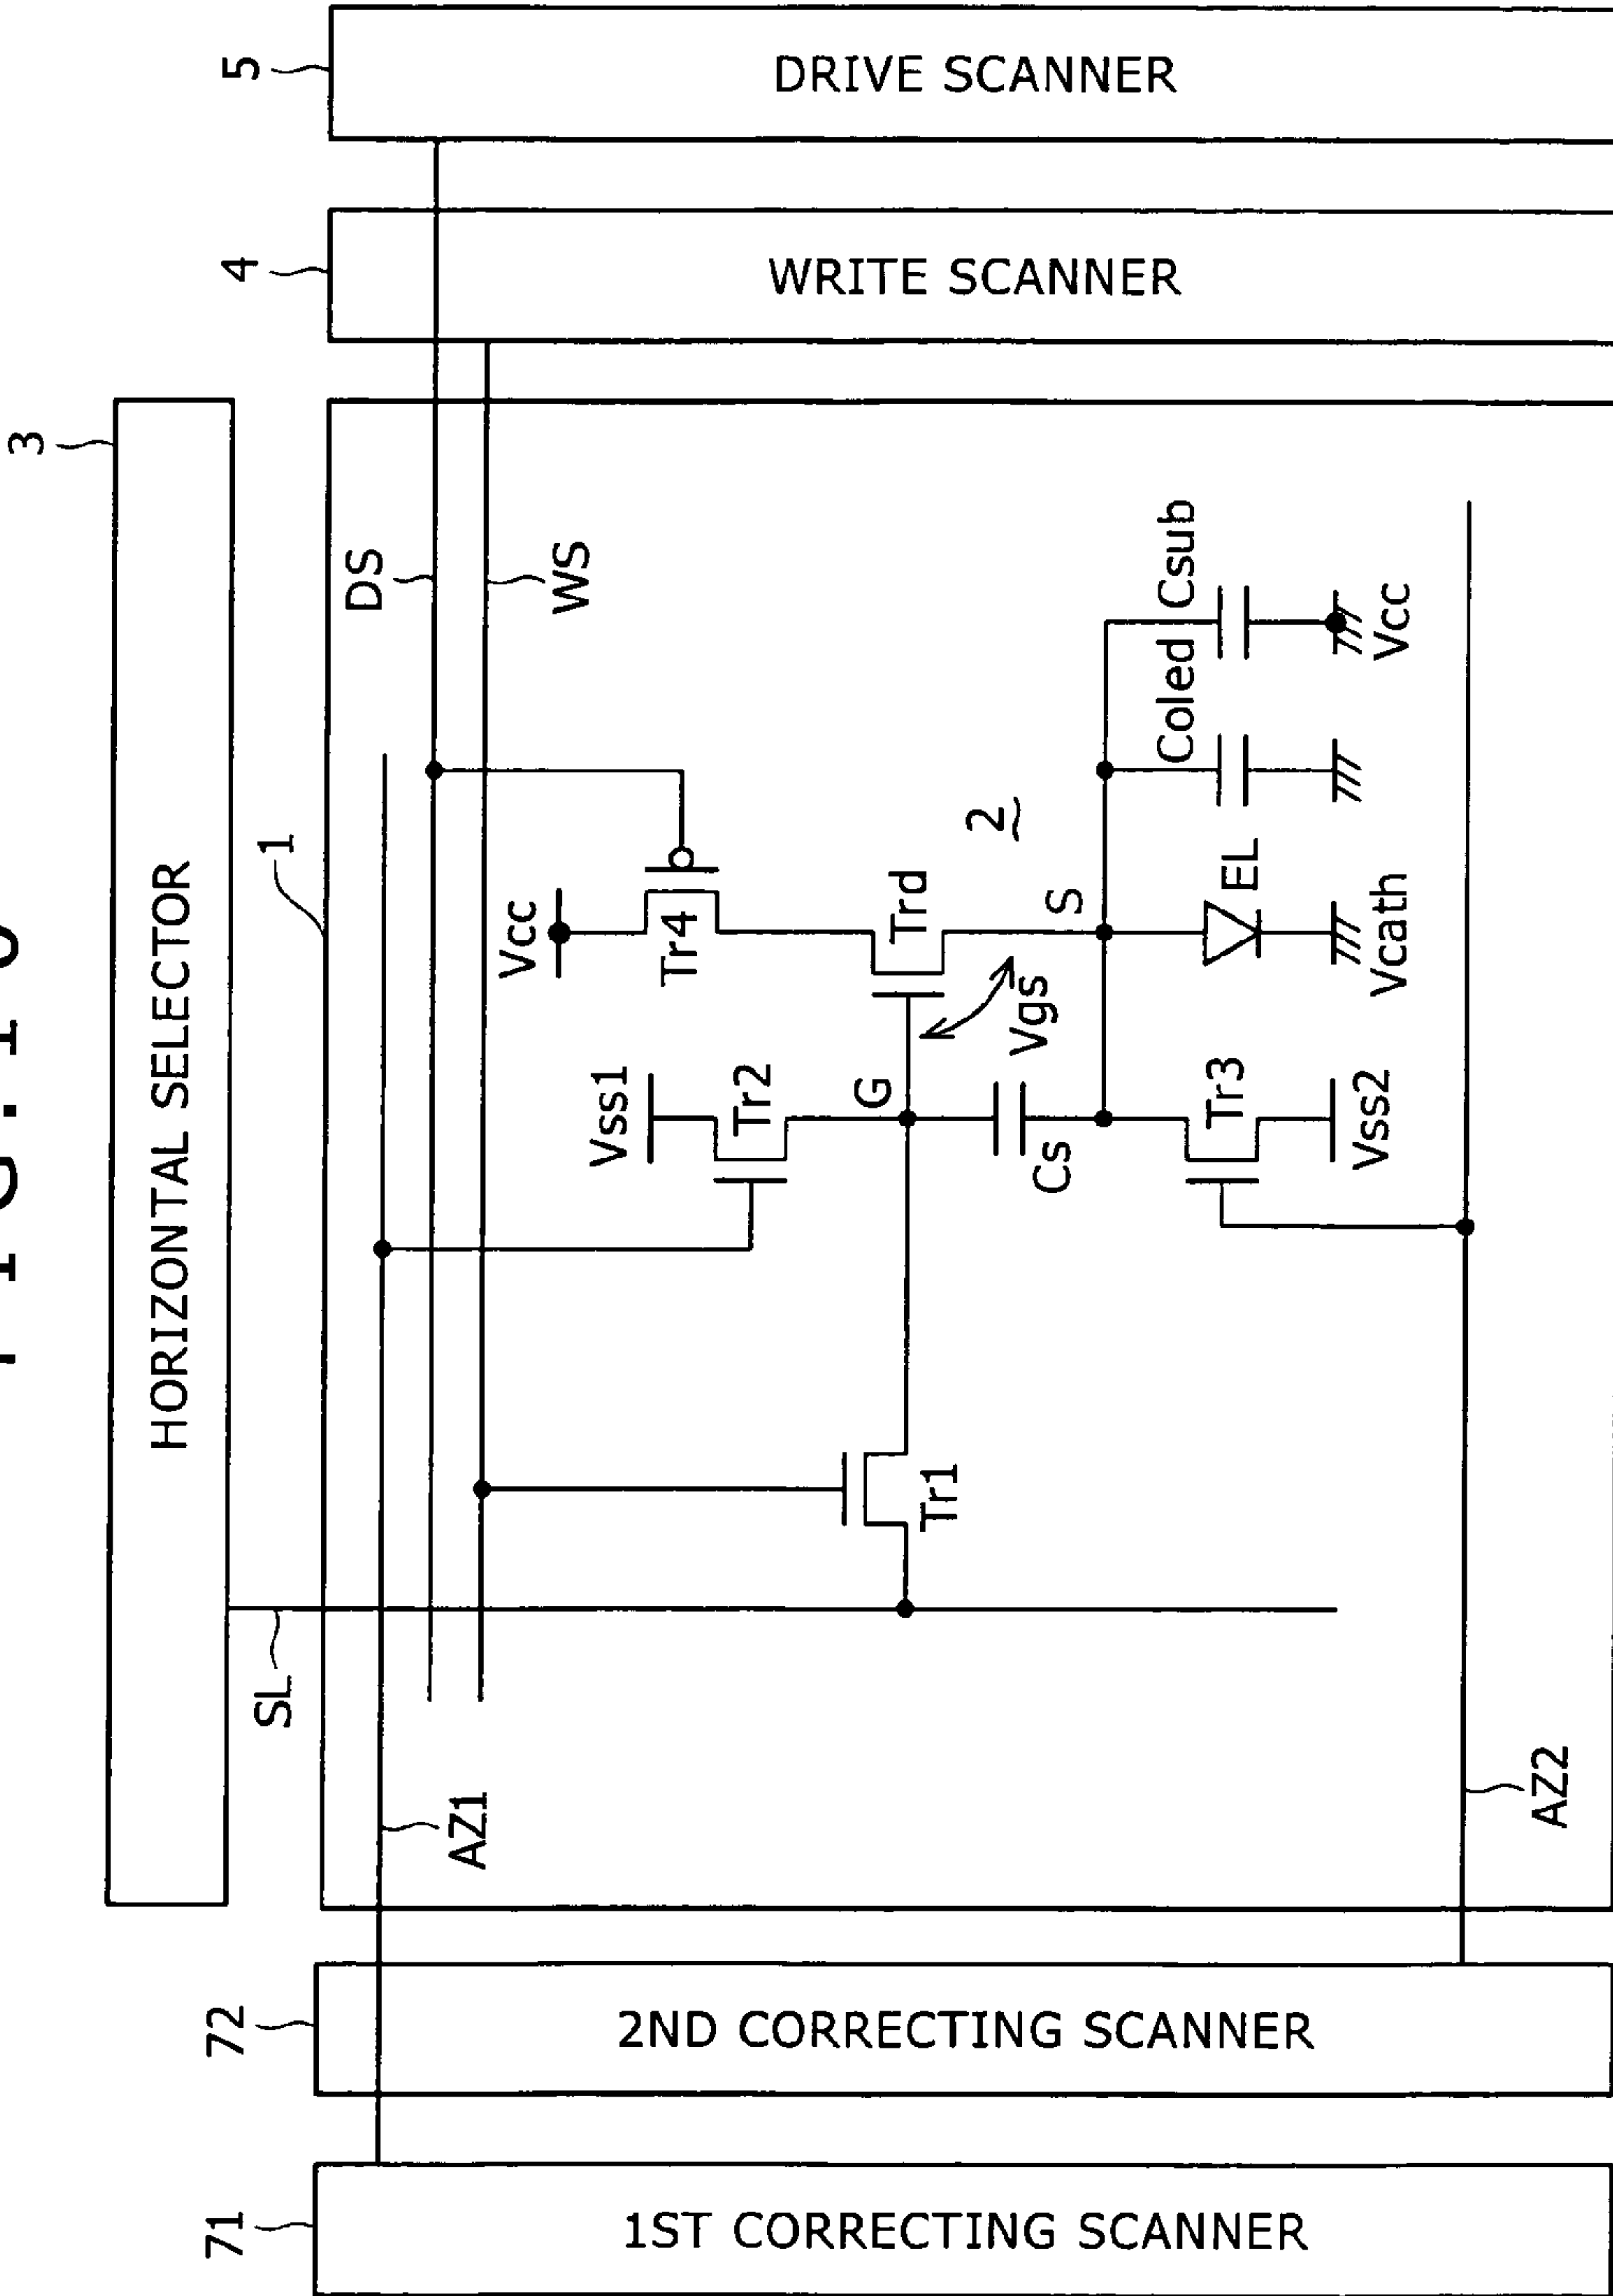 3
HORIZONTAL SELECTOR
71
72
SL
1
4
5
DS
AZ1
WS
Vcc
Vss1
Tr4
Tr2
Trd
G
Tr1
2
S
Vgs
Cs
Coled
Csub
EL
Tr3
Vss2
Vcath
Vcc
AZ2
1ST CORRECTING SCANNER
2ND CORRECTING SCANNER
WRITE SCANNER
DRIVE SCANNER